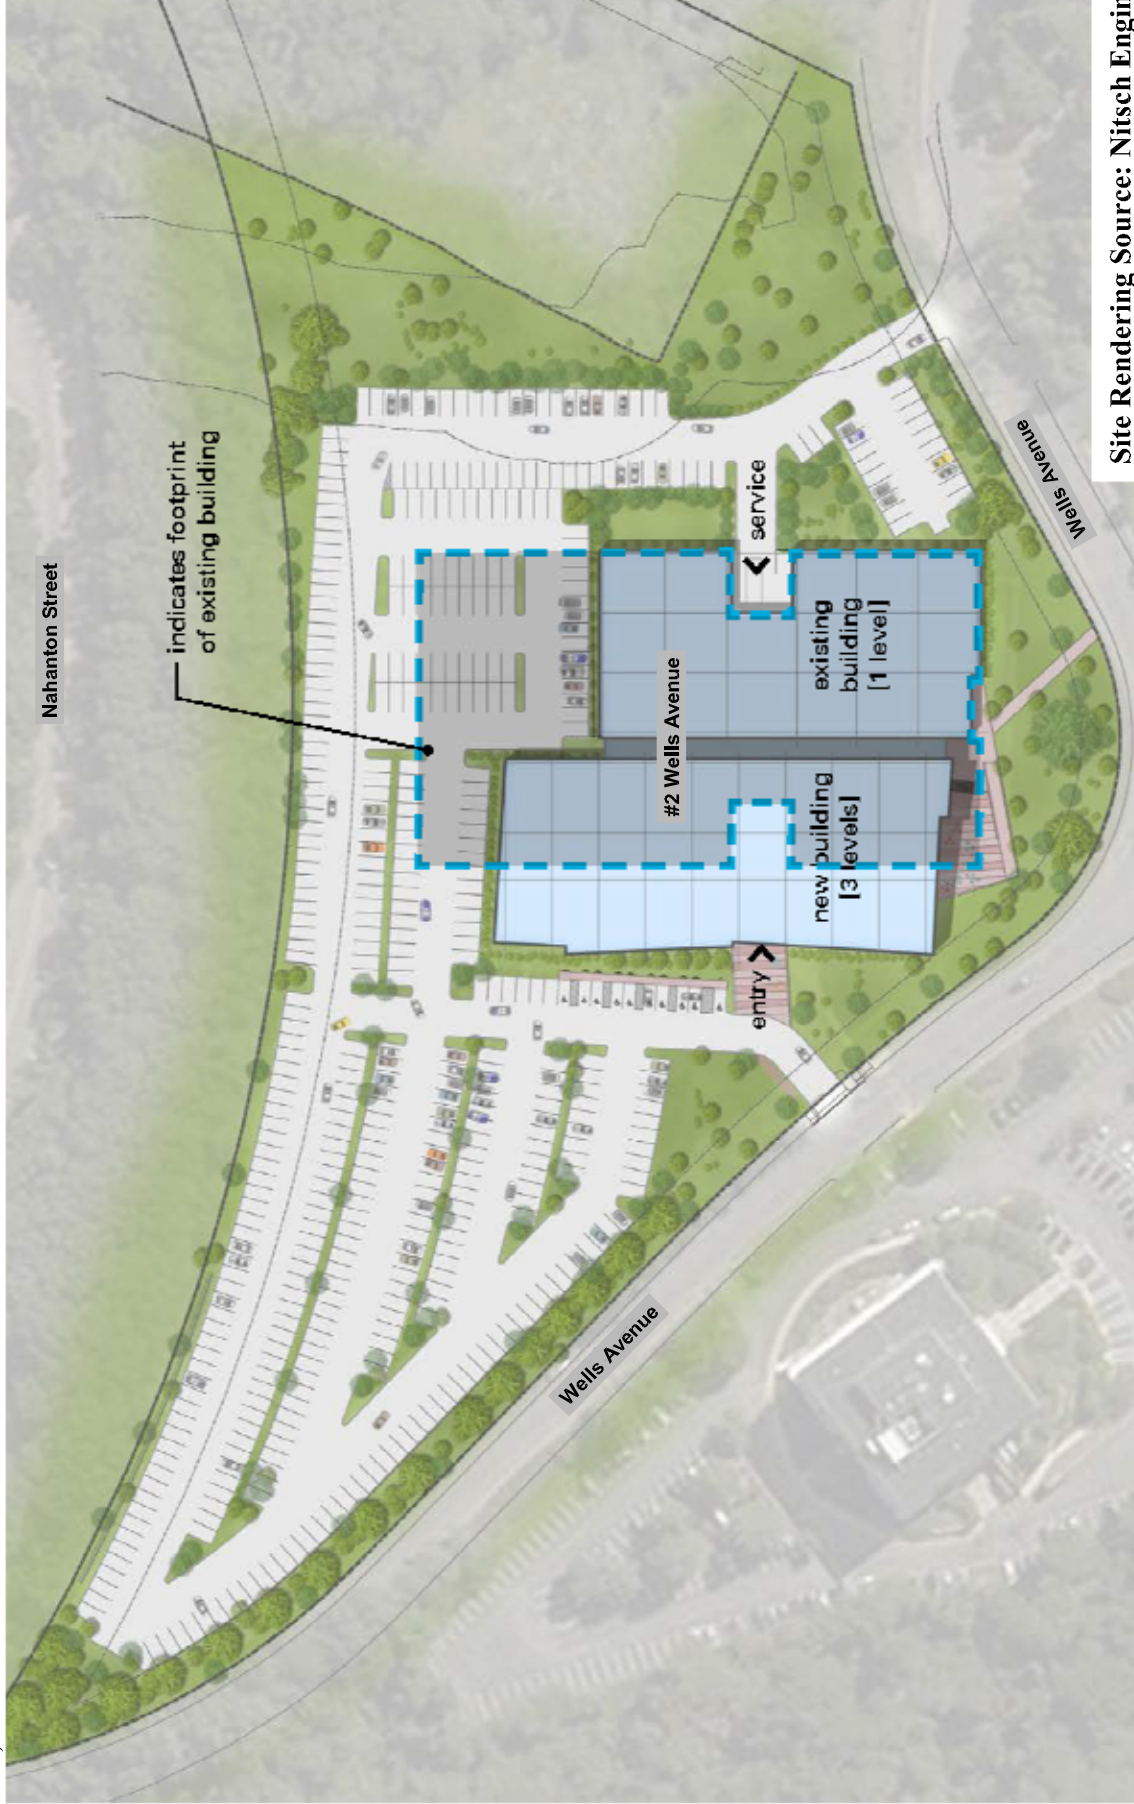 Nahanton Street
indicates footprint
of existing building
service
existing
building
[1 level]
#2 Wells Avenue
new building
[3 levels]
entry
Wells Avenue
Wells Avenue
Site Rendering Source: Nitsch Engin